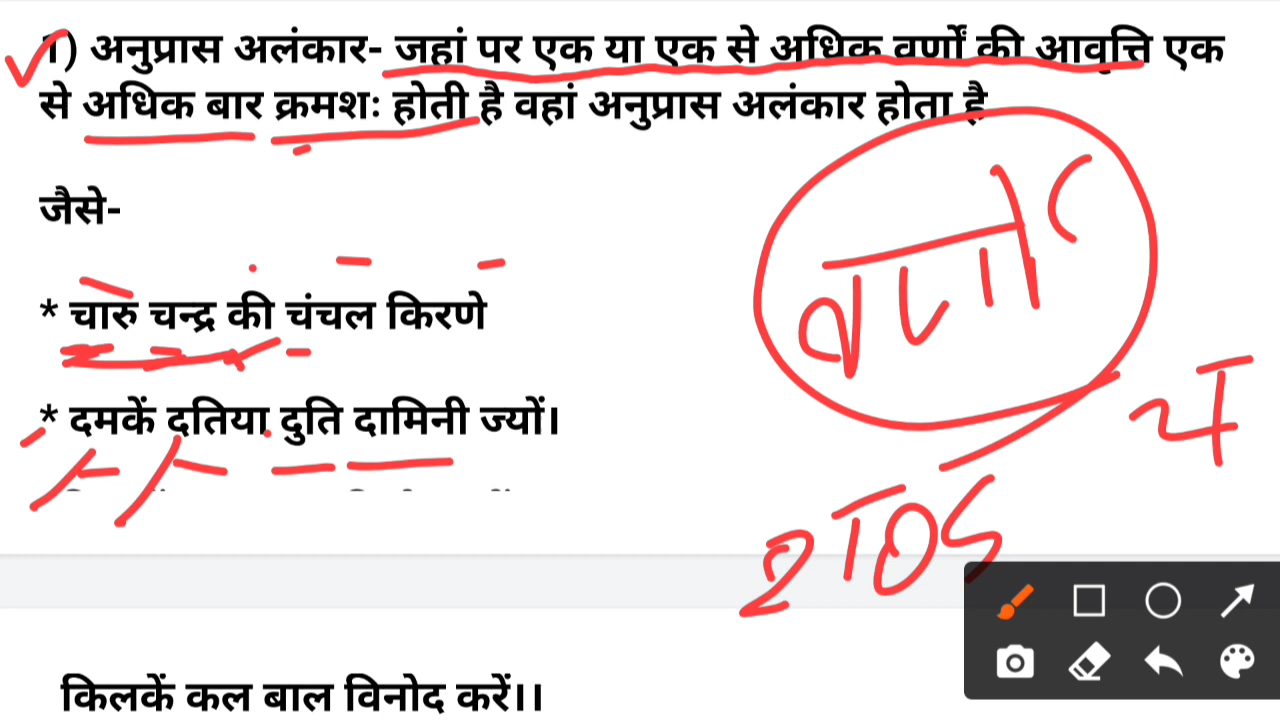 1) अनुप्रास अलंकार- जहां पर एक या एक से अधिक वर्णों की आवृत्ति एक
से अधिक बार क्रमशः होती है वहां अनुप्रास अलंकार होता है
जैसे-
* चारु चन्द्र की चंचल किरणे
वर्णों
* दमकें दतिया दुति दामिनी ज्यों।
च
किलकें कल बाल विनोद करें।।